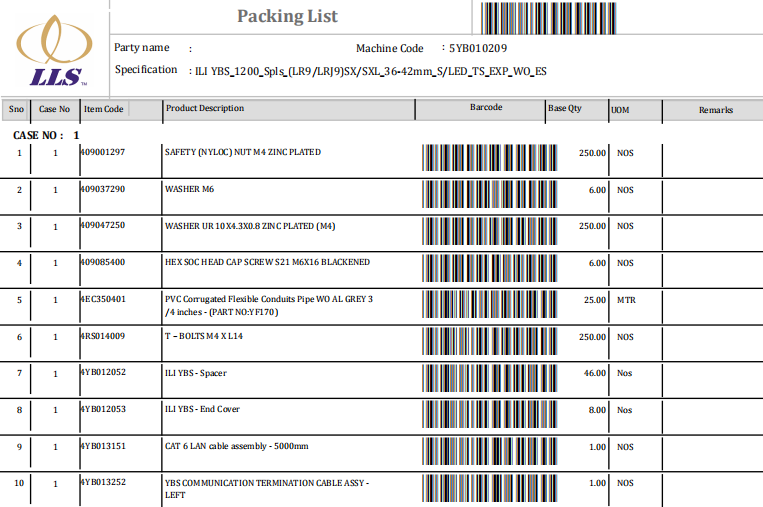 Packing List
LLS™
Party name :
Machine Code : 5YB010209
Specification : ILI YBS_1200_Spls_(LR9/LRJ9)SX/SXL_36-42mm_S/LED_TS_EXP_WO_ES
Sno Case No Item Code Product Description Barcode Base Qty UOM Remarks
CASE NO : 1
1 1 409001297 SAFETY (NYLOC) NUT M4 ZINC PLATED 250.00 NOS
2 1 409037290 WASHER M6 6.00 NOS
3 1 409047250 WASHER UR 10X4.3X0.8 ZINC PLATED (M4) 250.00 NOS
4 1 409085400 HEX SOC HEAD CAP SCREW S21 M6X16 BLACKENED 6.00 NOS
5 1 4EC350401 PVC Corrugated Flexible Conduits Pipe WO AL GREY 3 25.00 MTR
/4 inches - (PART NO:YF170)
6 1 4RS014009 T – BOLTS M4 X L14 250.00 NOS
7 1 4YB012052 ILI YBS - Spacer 46.00 Nos
8 1 4YB012053 ILI YBS - End Cover 8.00 Nos
9 1 4YB013151 CAT 6 LAN cable assembly - 5000mm 1.00 NOS
10 1 4YB013252 YBS COMMUNICATION TERMINATION CABLE ASSY - 1.00 NOS
LEFT